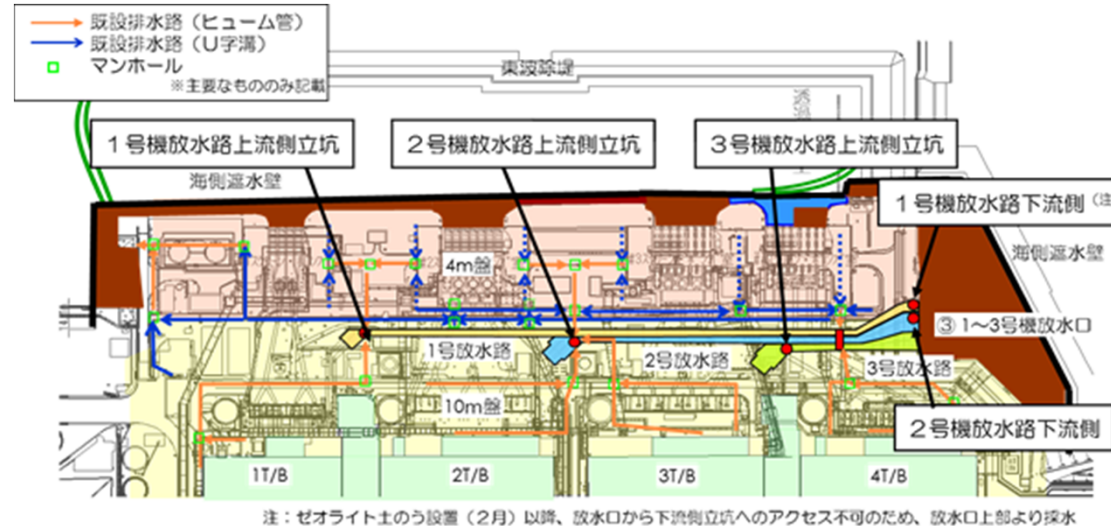 既設排水路（ヒューム管）
既設排水路（U字溝）
マンホール
※主要なもののみ記載
東波除堤
1号機放水路上流側立坑
2号機放水路上流側立坑
3号機放水路上流側立坑
海側遮水壁
1号機放水路下流側（注
海側遮水壁
4m盤
③ 1～3号機放水口
1号放水路
2号放水路
3号放水路
10m盤
2号機放水路下流側
1T/B
2T/B
3T/B
4T/B
注：ゼオライト土のう設置（2月）以降、放水口から下流側立坑へのアクセス不可のため、放水口上部より採水